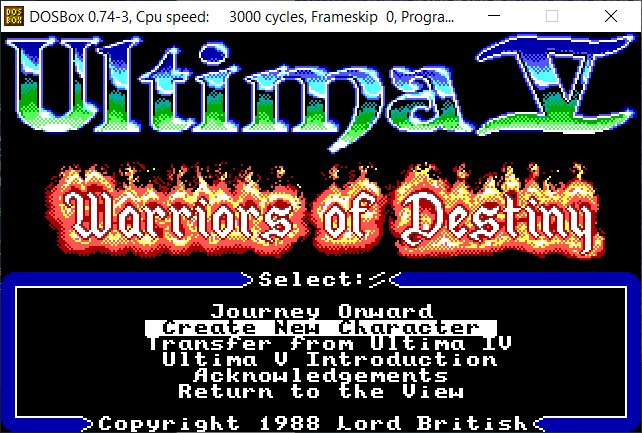 DOSBox 0.74-3, Cpu speed: 3000 cycles, Frameskip 0, Progra...
Ultima V
Warriors of Destiny
Select:
Journey Onward
Create New Character
Transfer from Ultima IV
Ultima V Introduction
Acknowledgements
Return to the View
Copyright 1988 Lord British